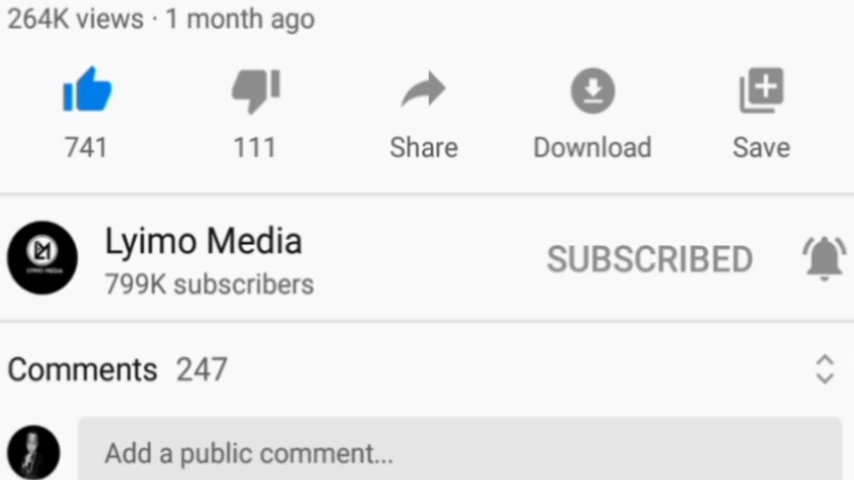 264K views · 1 month ago
741
111
Share
Download
Save
Lyimo Media
799K subscribers
SUBSCRIBED
Comments 247
Add a public comment...